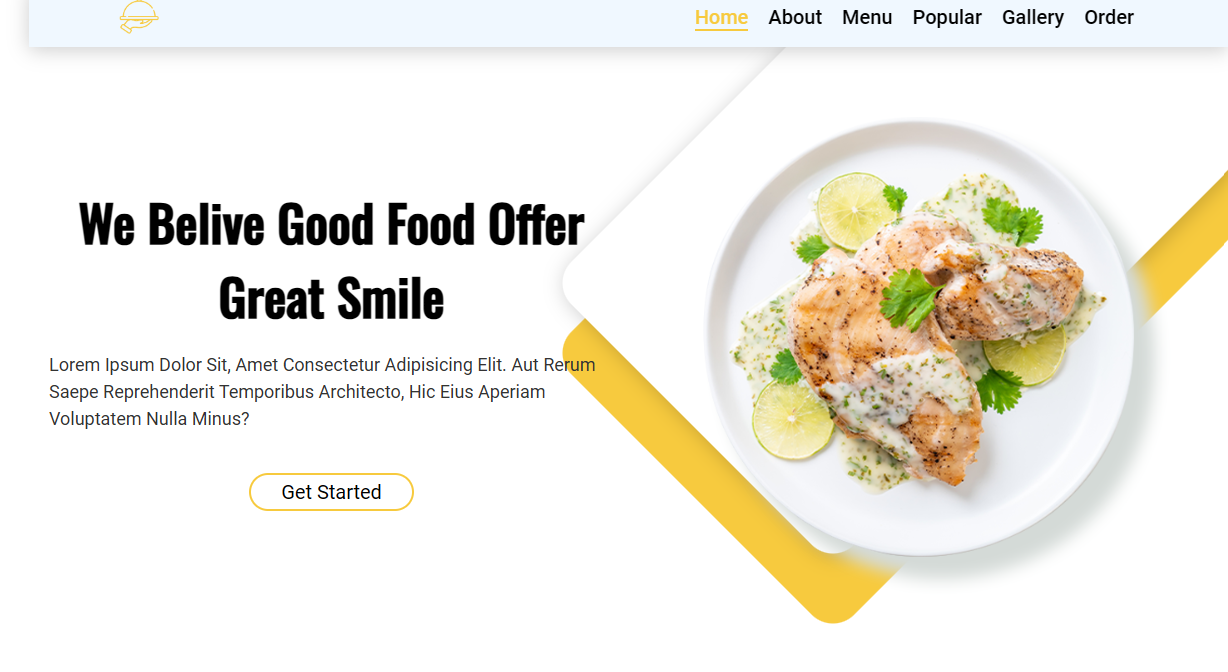 Home About Menu Popular Gallery Order
We Belive Good Food Offer
Great Smile
Lorem Ipsum Dolor Sit, Amet Consectetur Adipisicing Elit. Aut Rerum
Saepe Reprehenderit Temporibus Architecto, Hic Eius Aperiam
Voluptatem Nulla Minus?
Get Started